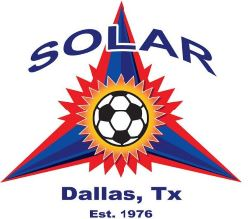 SOLAR
Dallas, Tx
Est. 1976